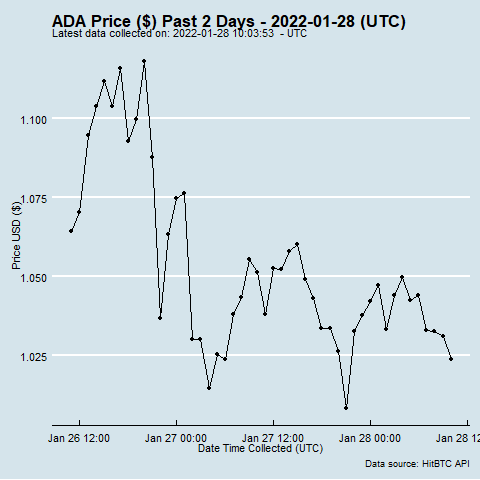 ADA Price ($) Past 2 Days - 2022-01-28 (UTC)
Latest data collected on: 2022-01-28 10:03:53  - UTC
1.100
1.075
1.050
1.025
Price USD ($)
Jan 26 12:00 Jan 27 00:00 Jan 27 12:00 Jan 28 00:00 Jan 28 12
Date Time Collected (UTC)
Data source: HitBTC API